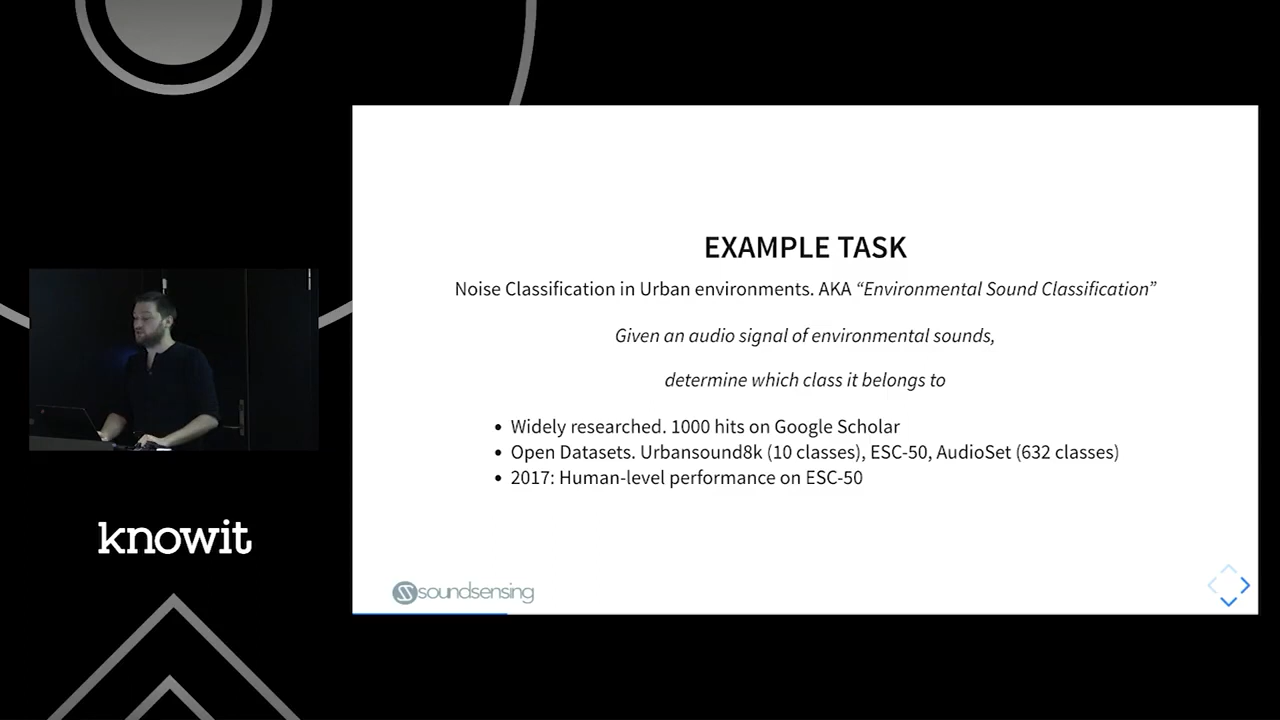 EXAMPLE TASK
Noise Classification in Urban environments. AKA “Environmental Sound Classification”
Given an audio signal of environmental sounds,
determine which class it belongs to
• Widely researched. 1000 hits on Google Scholar
• Open Datasets. Urbansound8k (10 classes), ESC-50, AudioSet (632 classes)
• 2017: Human-level performance on ESC-50
knowit
soundsensing